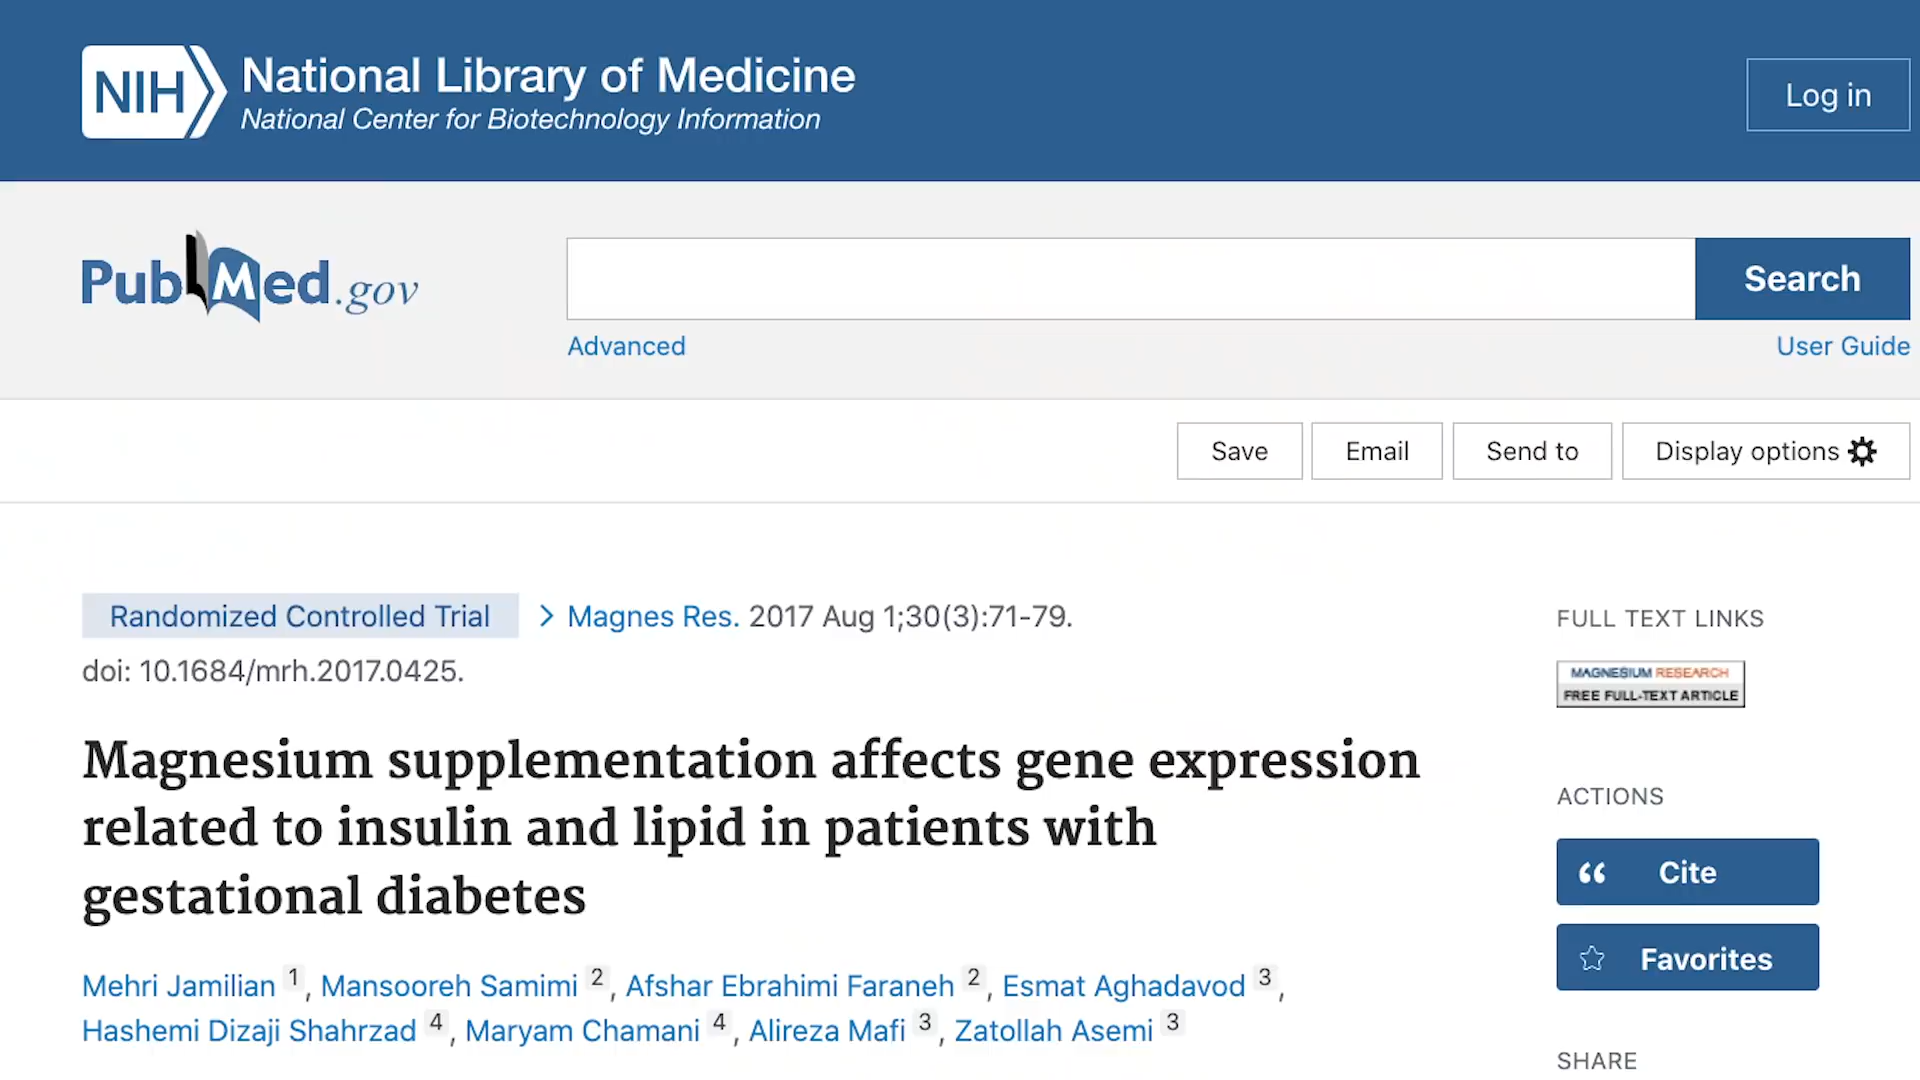 NIH National Library of Medicine
National Center for Biotechnology Information
Log in
PubMed.gov
Search
Advanced
User Guide
Save
Email
Send to
Display options
Randomized Controlled Trial
Magnes Res. 2017 Aug 1;30(3):71-79.
doi: 10.1684/mrh.2017.0425.
Magnesium supplementation affects gene expression
related to insulin and lipid in patients with
gestational diabetes
Mehri Jamilian 1, Mansooreh Samimi 2, Afshar Ebrahimi Faraneh 2, Esmat Aghadavod 3,
Hashemi Dizaji Shahrzad 4, Maryam Chamani 4, Alireza Mafi 3, Zatollah Asemi 3
FULL TEXT LINKS
MAGNESIUM RESEARCH
FREE FULL-TEXT ARTICLE
ACTIONS
Cite
Favorites
SHARE